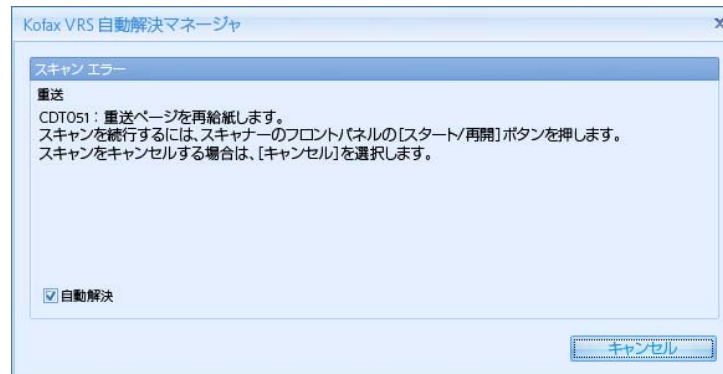 Kofax VRS 自動解決マネージャ
スキャン エラー
重送
CDT051：重送ページを再給紙します。
スキャンを続行するには、スキャナーのフロントパネルの[スタート/再開]ボタンを押します。
スキャンをキャンセルする場合は、[キャンセル]を選択します。
自動解決
キャンセル